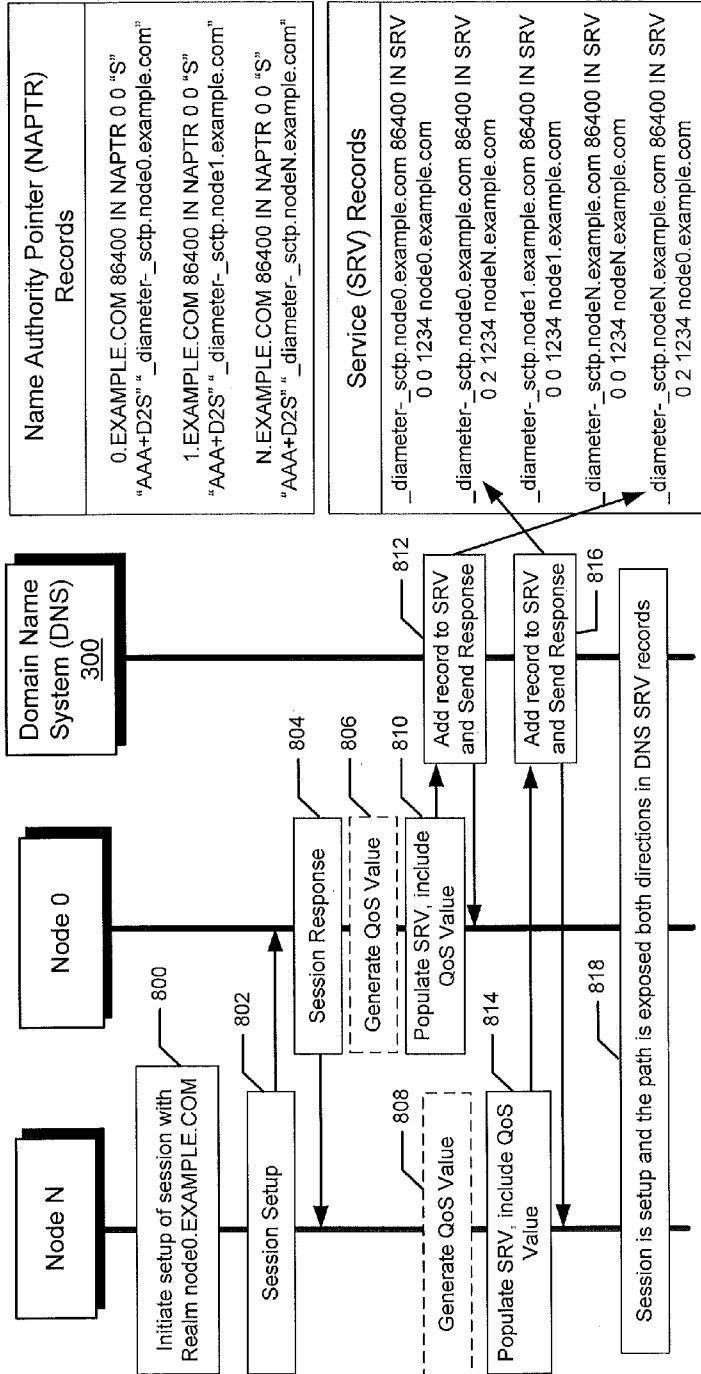 Node N
Node 0
Domain Name
System (DNS)
300
800
Initiate setup of session with
Realm node0.EXAMPLE.COM
802
Session Setup
804
Session Response
806
Generate QoS Value
808
Generate QoS Value
810
Populate SRV, include
QoS Value
812
Add record to SRV
and Send Response
814
Populate SRV, include QoS
Value
816
Add record to SRV
and Send Response
818
Session is setup and the path is exposed both directions in DNS SRV records
Name Authority Pointer (NAPTR)
Records
0.EXAMPLE.COM 86400 IN NAPTR 0 0 “S”
“AAA+D2S” “_diameter-_sctp.node0.example.com”
1.EXAMPLE.COM 86400 IN NAPTR 0 0 “S”
“AAA+D2S” “_diameter-_sctp.node1.example.com”
N.EXAMPLE.COM 86400 IN NAPTR 0 0 “S”
“AAA+D2S” “_diameter-_sctp.nodeN.example.com”
Service (SRV) Records
_diameter-_sctp.node0.example.com 86400 IN SRV
0 0 1234 node0.example.com
_diameter-_sctp.node0.example.com 86400 IN SRV
0 2 1234 nodeN.example.com
_diameter-_sctp.node1.example.com 86400 IN SRV
0 0 1234 node1.example.com
_diameter-_sctp.nodeN.example.com 86400 IN SRV
0 0 1234 nodeN.example.com
_diameter-_sctp.nodeN.example.com 86400 IN SRV
0 2 1234 node0.example.com